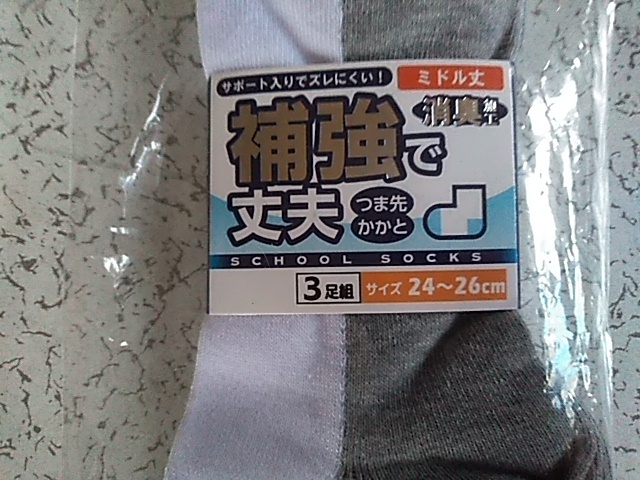 サポート入りでズレにくい!
ミドル丈
消臭加工
補強で
丈夫
つま先
かかと
SCHOOL SOCKS
3足組
サイズ 24〜26cm